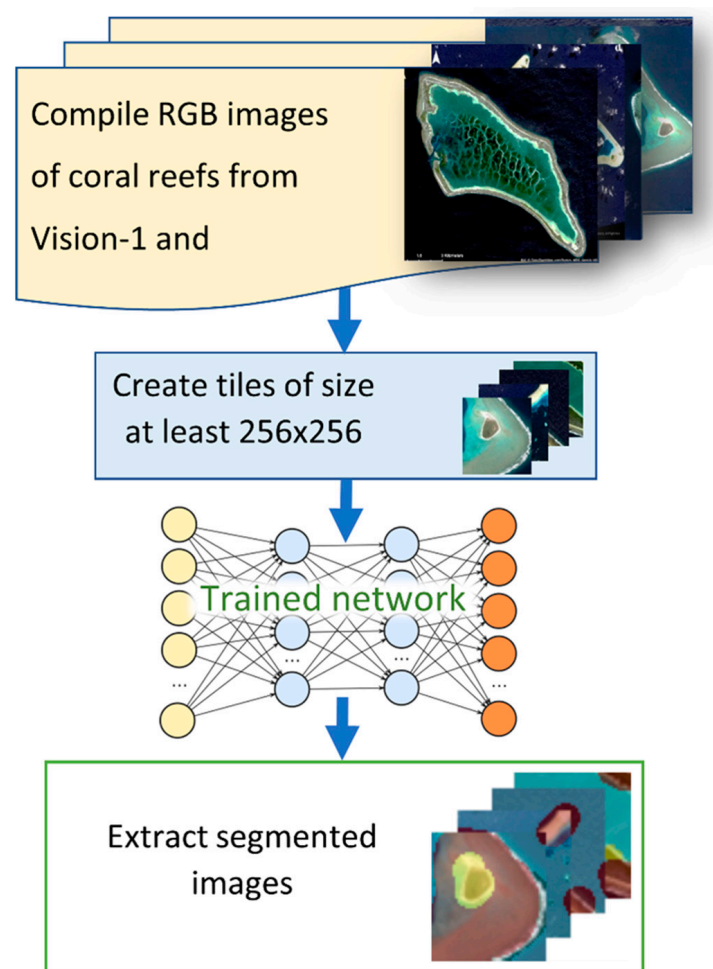 Compile RGB images
of coral reefs from
Vision-1 and
Create tiles of size
at least 256x256
Trained network
...
...
...
...
Extract segmented
images